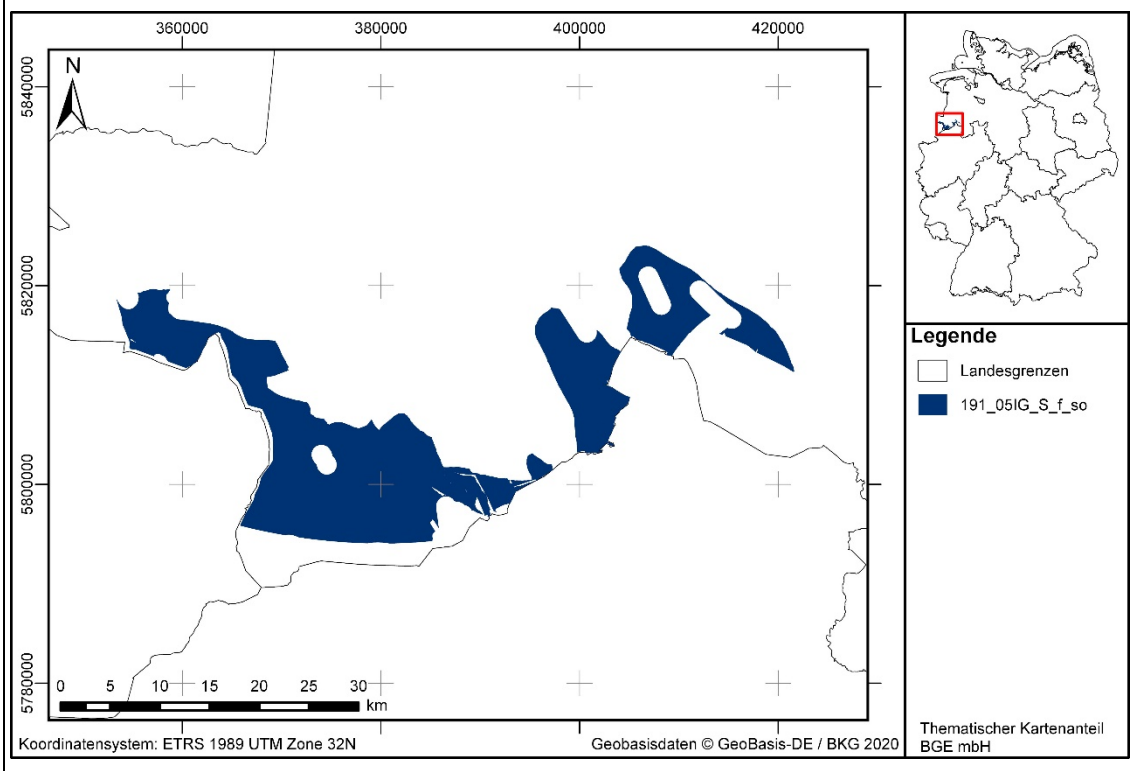 360000 380000 400000 420000
N
5840000
5820000
5800000
5780000
0 5 10 15 20 25 30
km
Koordinatensystem: ETRS 1989 UTM Zone 32N
Geobasisdaten © GeoBasis-DE / BKG 2020
Legende
Landesgrenzen
191_05IG_S_f_so
Thematischer Kartenanteil
BGE mbH